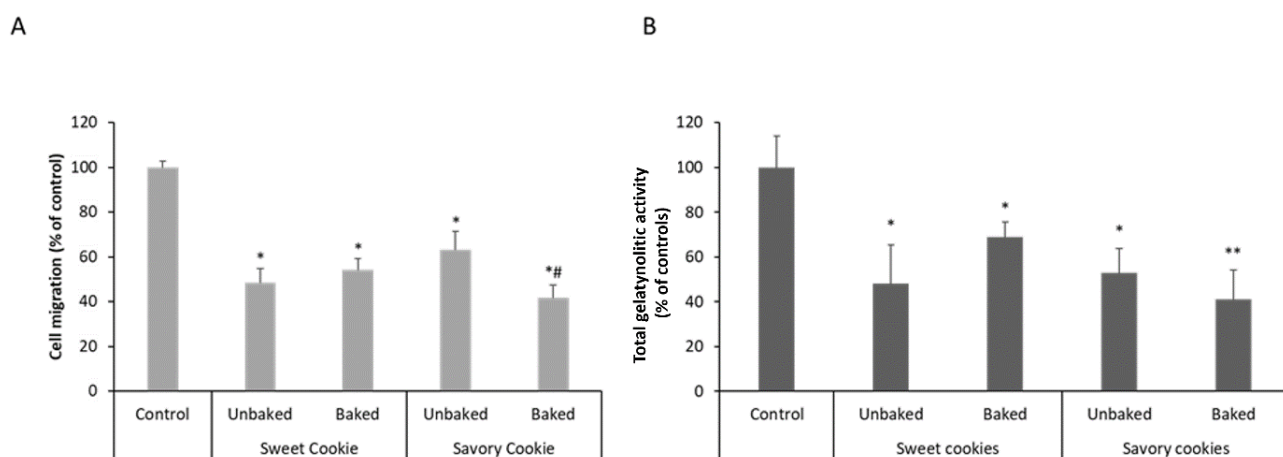 A
Cell migration (% of control)
120
100
80
60
40
20
0
*
*
*
*#
Control
Unbaked
Baked
Unbaked
Baked
Sweet Cookie
Savory Cookie
B
Total gelatynolitic activity
(% of controls)
120
100
80
60
40
20
0
*
*
*
**
Control
Unbaked
Baked
Unbaked
Baked
Sweet cookies
Savory cookies